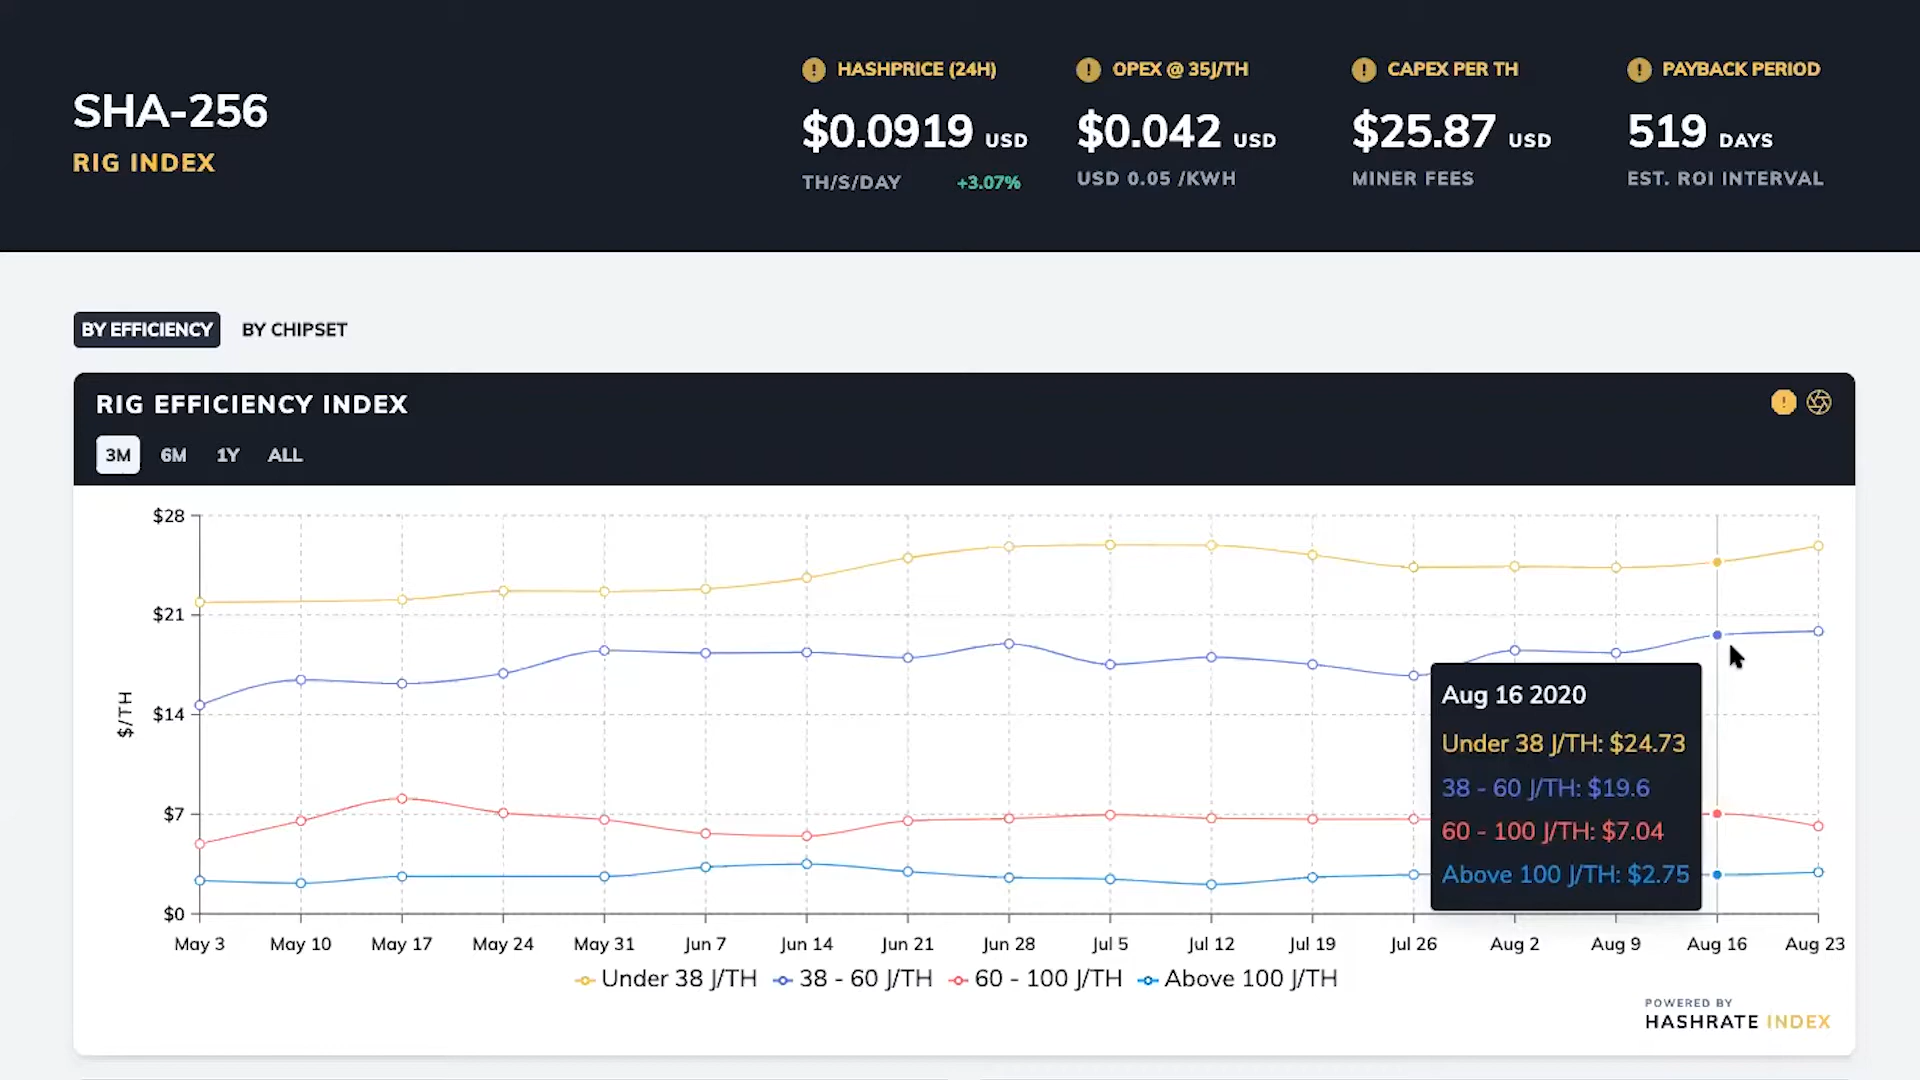 SHA-256
RIG INDEX
! HASHPRICE (24H)
$0.0919 USD
TH/S/DAY +3.07%
! OPEX @ 35J/TH
$0.042 USD
USD 0.05 /KWH
! CAPEX PER TH
$25.87 USD
MINER FEES
! PAYBACK PERIOD
519 DAYS
EST. ROI INTERVAL
BY EFFICIENCY BY CHIPSET
RIG EFFICIENCY INDEX !
3M 6M 1Y ALL
$/TH
$28
$21
$14
$7
$0
Aug 16 2020
Under 38 J/TH: $24.73
38 - 60 J/TH: $19.6
60 - 100 J/TH: $7.04
Above 100 J/TH: $2.75
May 3 May 10 May 17 May 24 May 31 Jun 7 Jun 14 Jun 21 Jun 28 Jul 5 Jul 12 Jul 19 Jul 26 Aug 2 Aug 9 Aug 16 Aug 23
Under 38 J/TH 38 - 60 J/TH 60 - 100 J/TH Above 100 J/TH
POWERED BY
HASHRATE INDEX